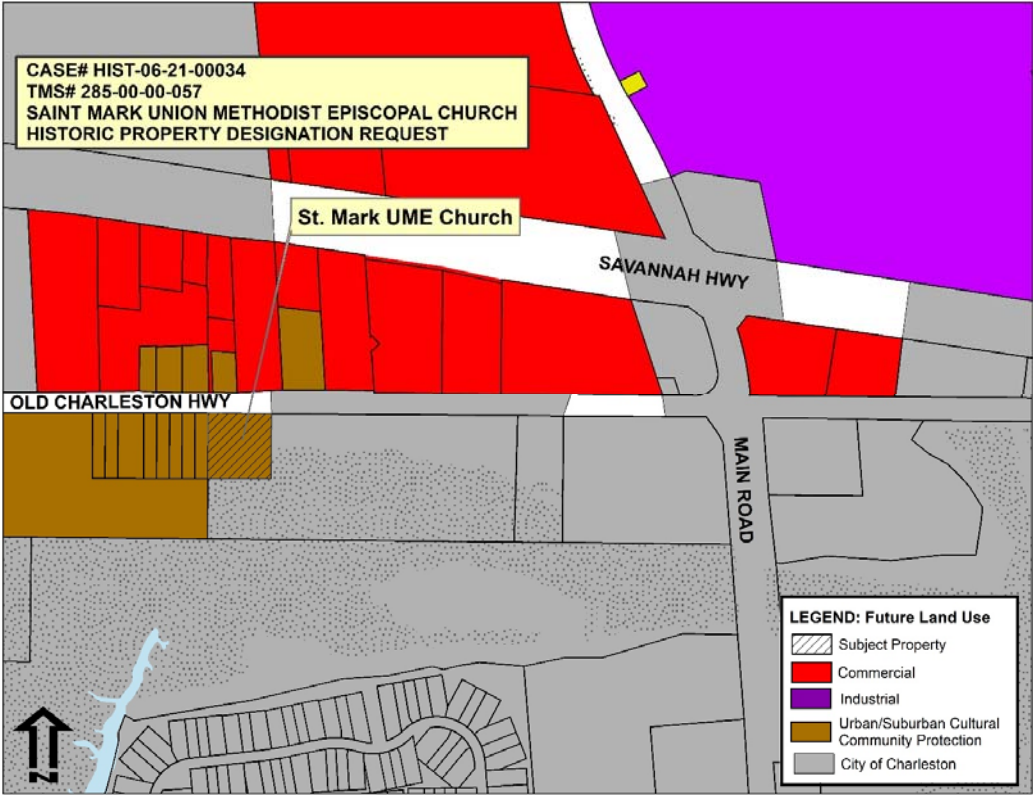 CASE# HIST-06-21-00034
TMS# 285-00-00-057
SAINT MARK UNION METHODIST EPISCOPAL CHURCH
HISTORIC PROPERTY DESIGNATION REQUEST
St. Mark UME Church
SAVANNAH HWY
OLD CHARLESTON HWY
MAIN ROAD
LEGEND: Future Land Use
Subject Property
Commercial
Industrial
Urban/Suburban Cultural
Community Protection
City of Charleston
N